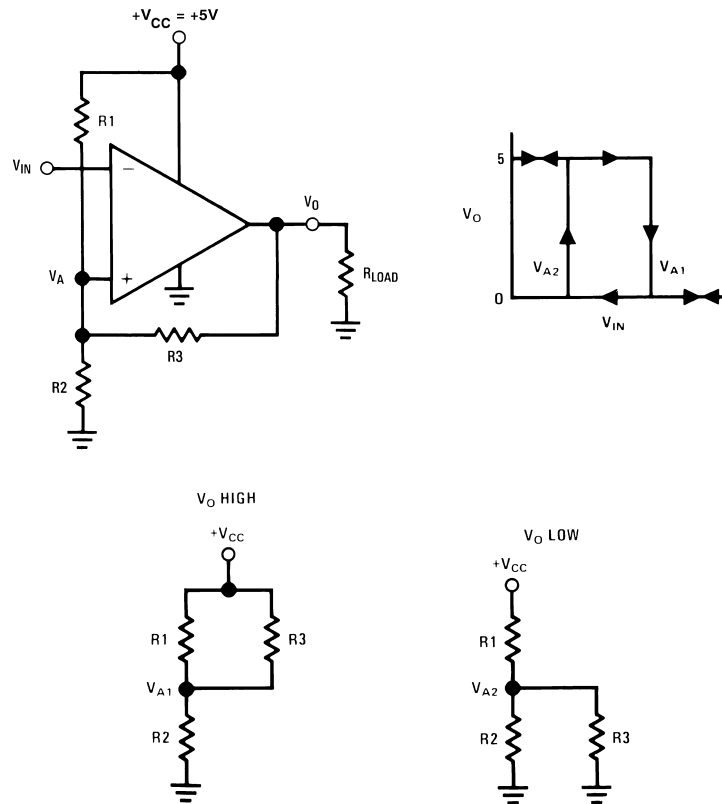 +VCC = +5V
R1
VIN
−
VO
VA
+
RLOAD
R3
R2
5
VO
VA2
VA1
0
VIN
VO HIGH
+VCC
R1
R3
VA1
R2
VO LOW
+VCC
R1
VA2
R2
R3